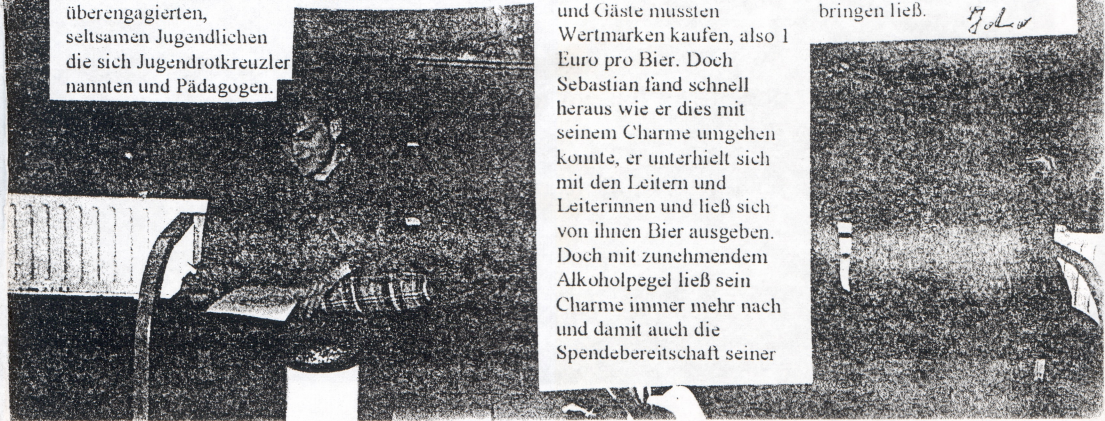 überengagierten,
seltsamen Jugendlichen
die sich Jugendrotkreuzler
nannten und Pädagogen.
und Gäste mussten
Wertmarken kaufen, also 1
Euro pro Bier. Doch
Sebastian fand schnell
heraus wie er dies mit
seinem Charme umgehen
konnte, er unterhielt sich
mit den Leitern und
Leiterinnen und ließ sich
von ihnen Bier ausgeben.
Doch mit zunehmendem
Alkoholpegel ließ sein
Charme immer mehr nach
und damit auch die
Spendebereitschaft seiner
bringen ließ.